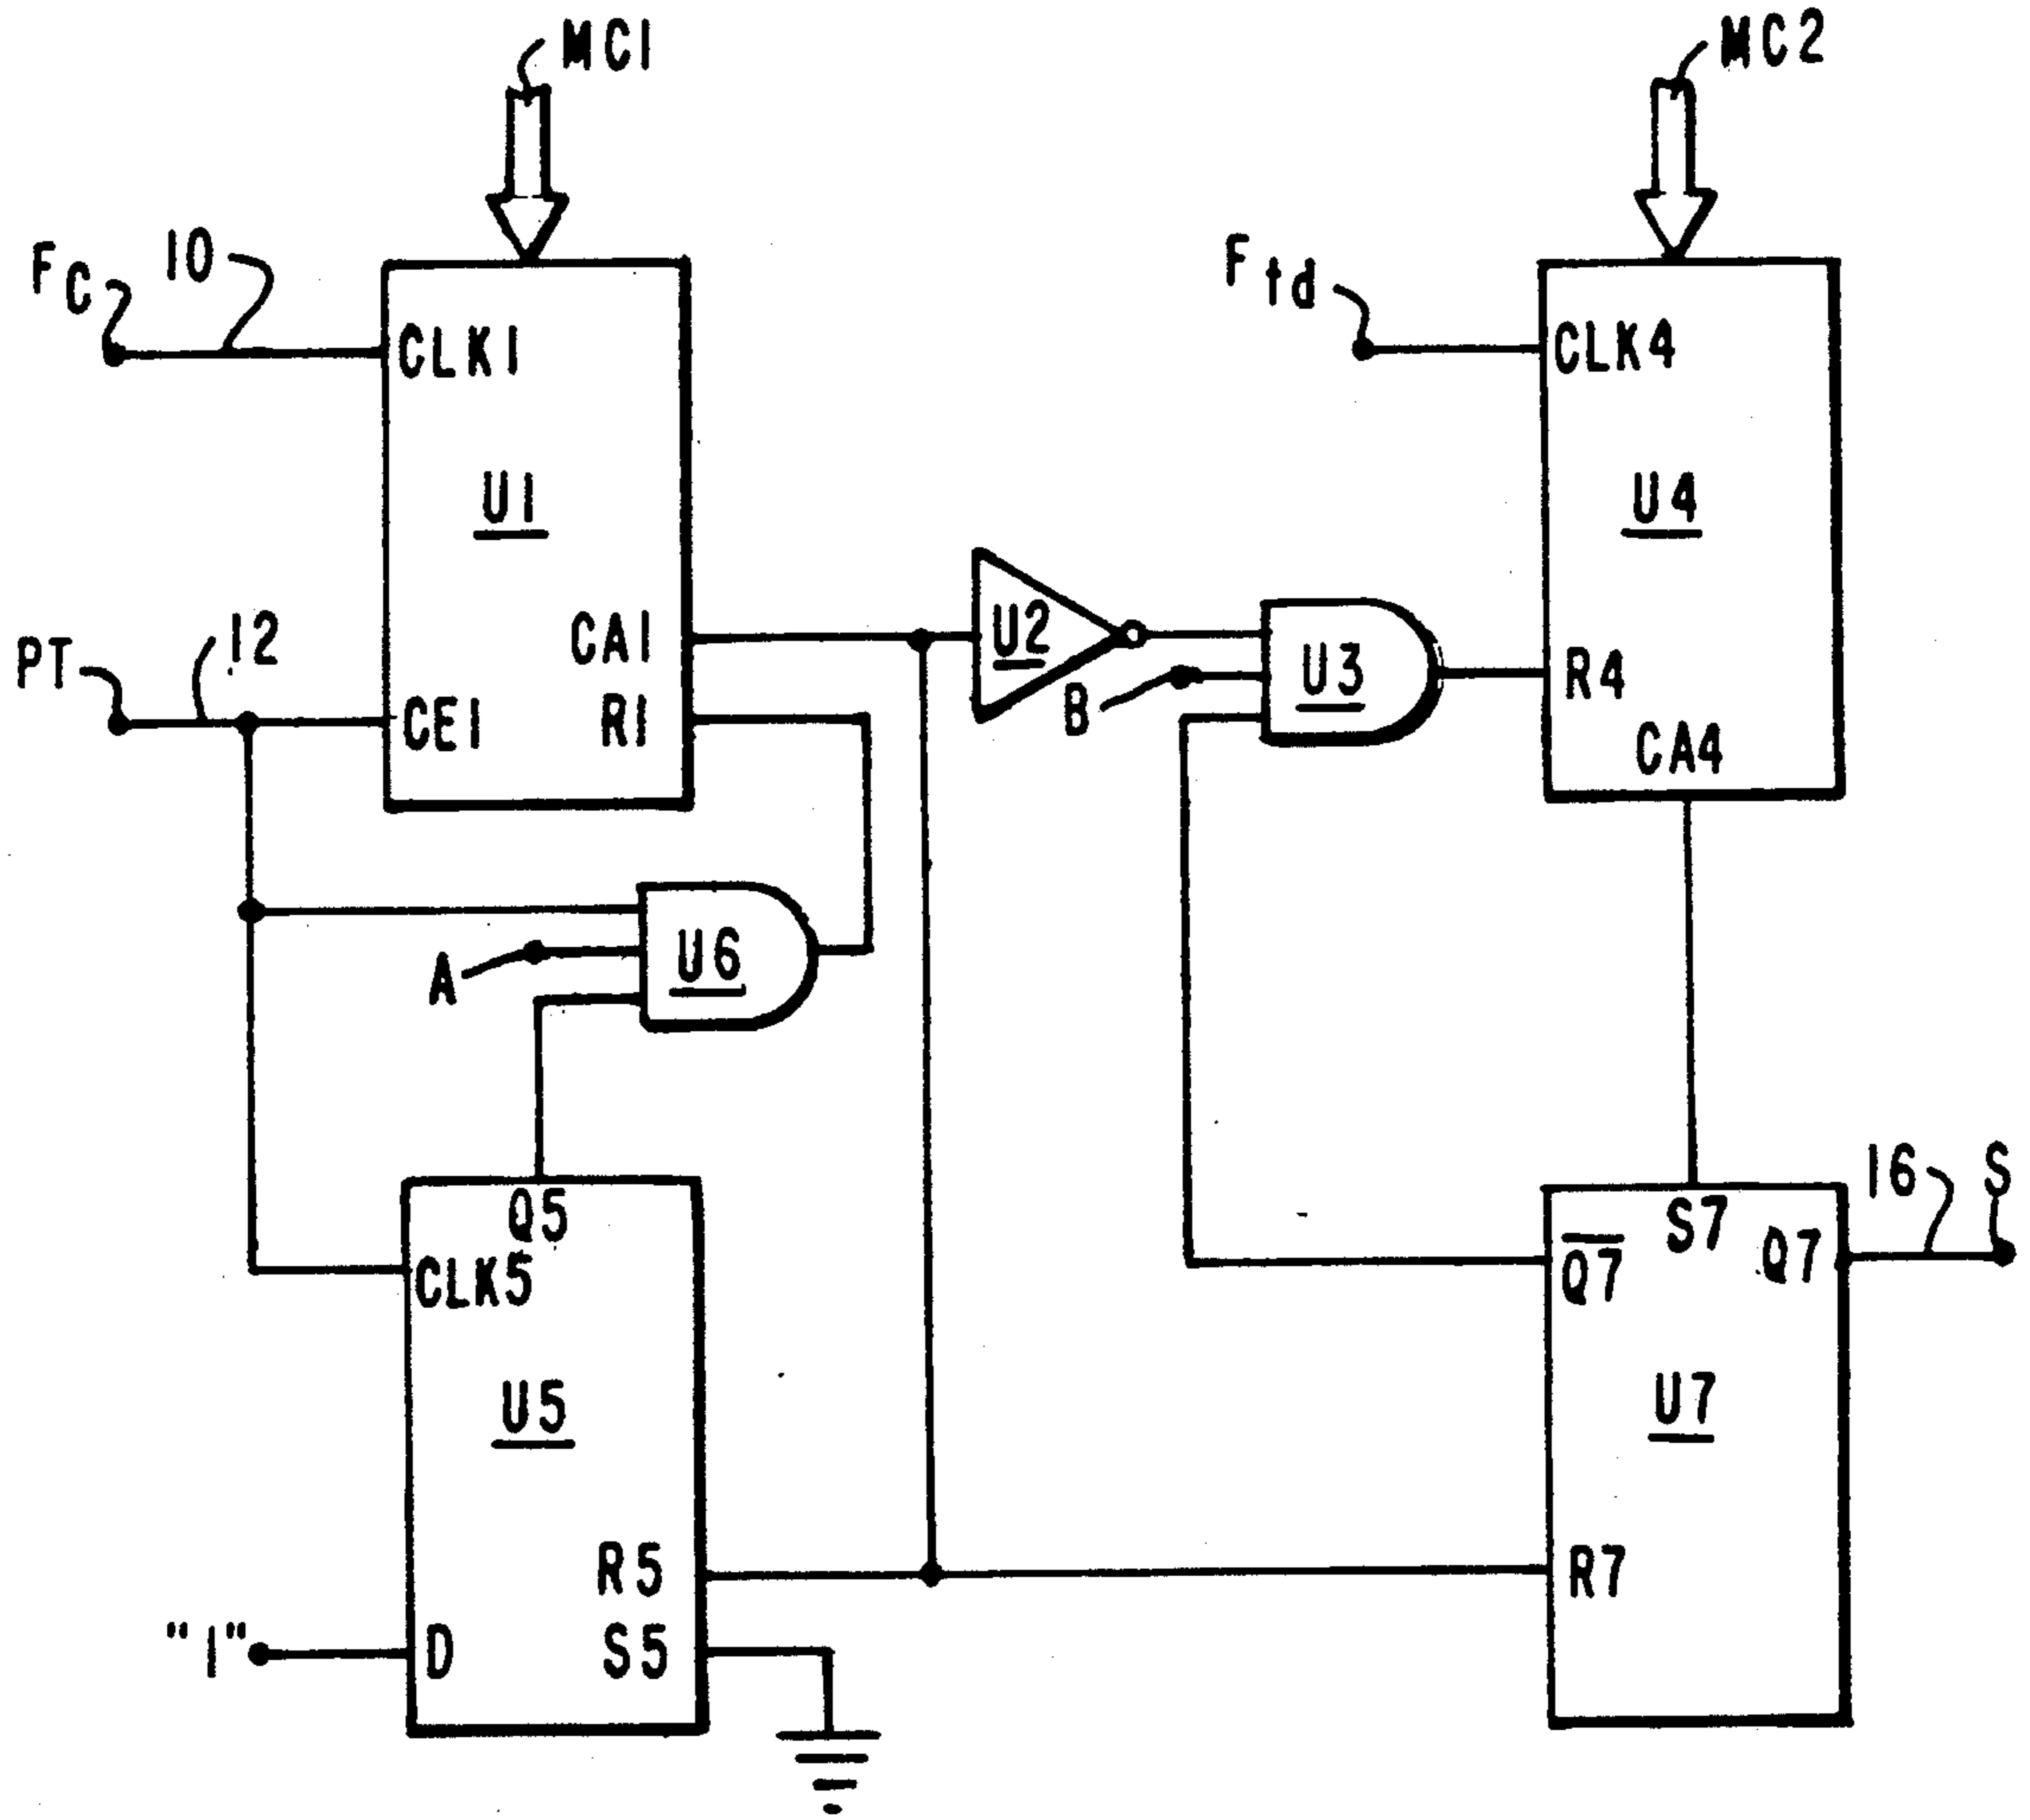 MC1
MC2
FC
10
Ftd
CLK1
CLK4
U1
U4
PT
12
CA1
U2
U3
R4
CE1
R1
B
CA4
A
U6
Q5
CLK5
16
S
S7
Q7
Q7
U5
U7
R5
R7
"1"
D
S5